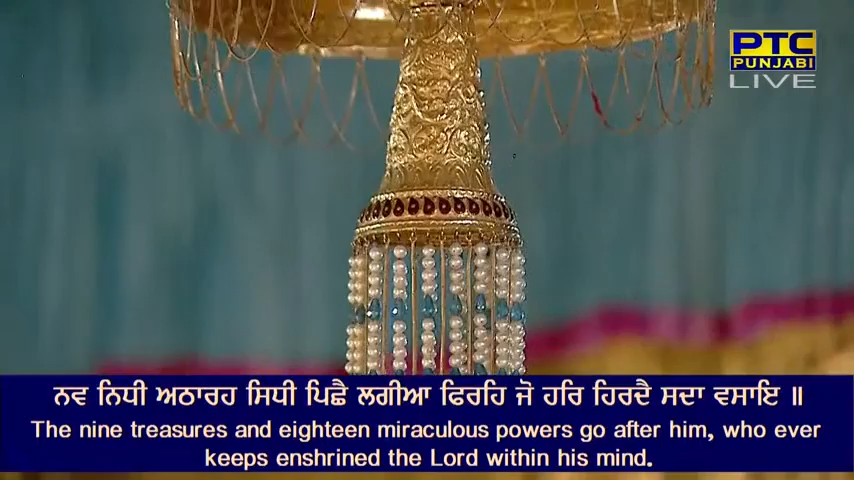 PTC
PUNJABI
LIVE
ਨਵ ਨਿਧੀ ਅਠਾਰਹ ਸਿਧੀ ਪਿਛੈ ਲਗੀਆ ਫਿਰਹਿ ਜੋ ਹਰਿ ਹਿਰਦੈ ਸਦਾ ਵਸਾਇ ॥
The nine treasures and eighteen miraculous powers go after him, who ever
keeps enshrined the Lord within his mind.